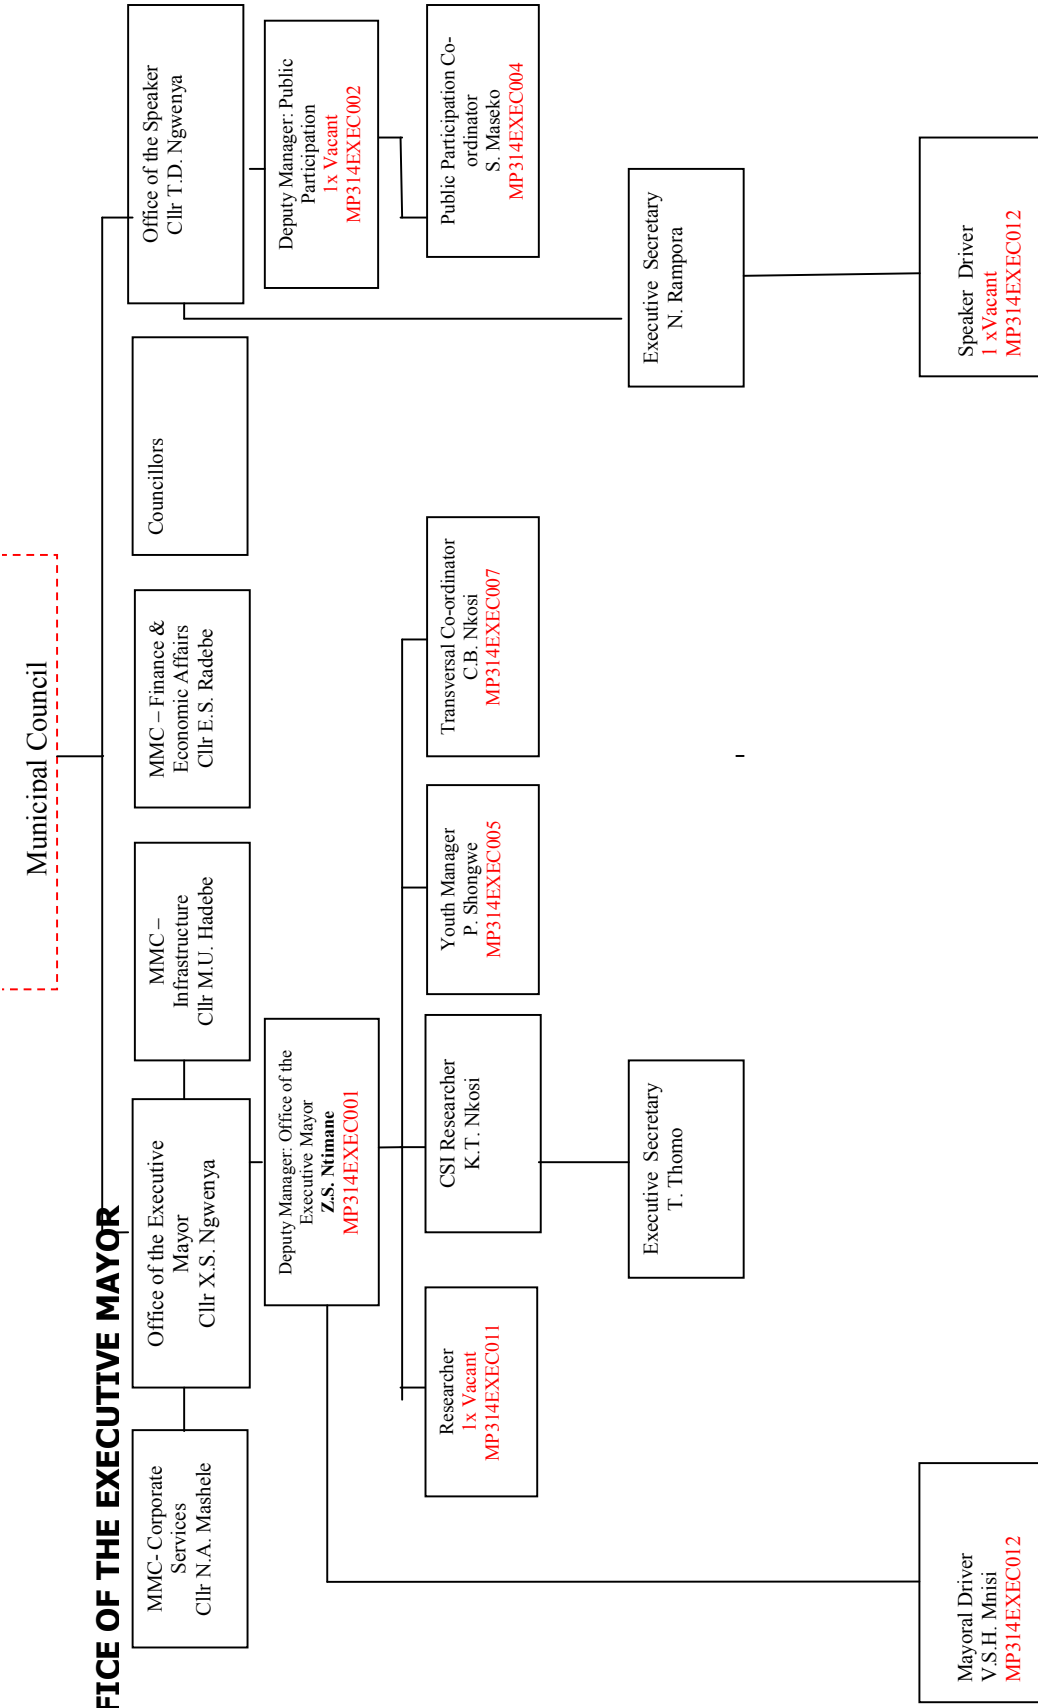 FICE OF THE EXECUTIVE MAYOR
Municipal Council
MMC- Corporate
Services
Cllr N.A. Mashele
Office of the Executive
Mayor
Cllr X.S. Ngwenya
MMC –
Infrastructure
Cllr M.U. Hadebe
MMC – Finance &
Economic Affairs
Cllr E.S. Radebe
Councillors
Office of the Speaker
Cllr T.D. Ngwenya
Deputy Manager: Office of the
Executive Mayor
Z.S. Ntimane
MP314EXEC001
Deputy Manager: Public
Participation
1x Vacant
MP314EXEC002
Researcher
1x Vacant
MP314EXEC011
CSI Researcher
K.T. Nkosi
Youth Manager
P. Shongwe
MP314EXEC005
Transversal Co-ordinator
C.B. Nkosi
MP314EXEC007
Public Participation Co-
ordinator
S. Maseko
MP314EXEC004
Executive Secretary
T. Thomo
Executive Secretary
N. Rampora
Mayoral Driver
V.S.H. Mnisi
MP314EXEC012
Speaker Driver
1 xVacant
MP314EXEC012